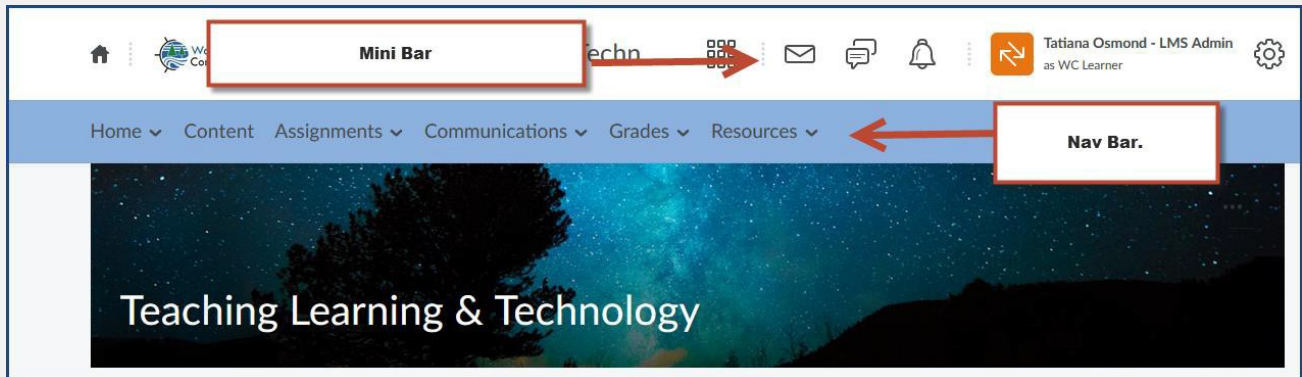 Mini Bar
Tatiana Osmond - LMS Admin
as WC Learner
Home Content Assignments Communications Grades Resources
Nav Bar.
Teaching Learning & Technology